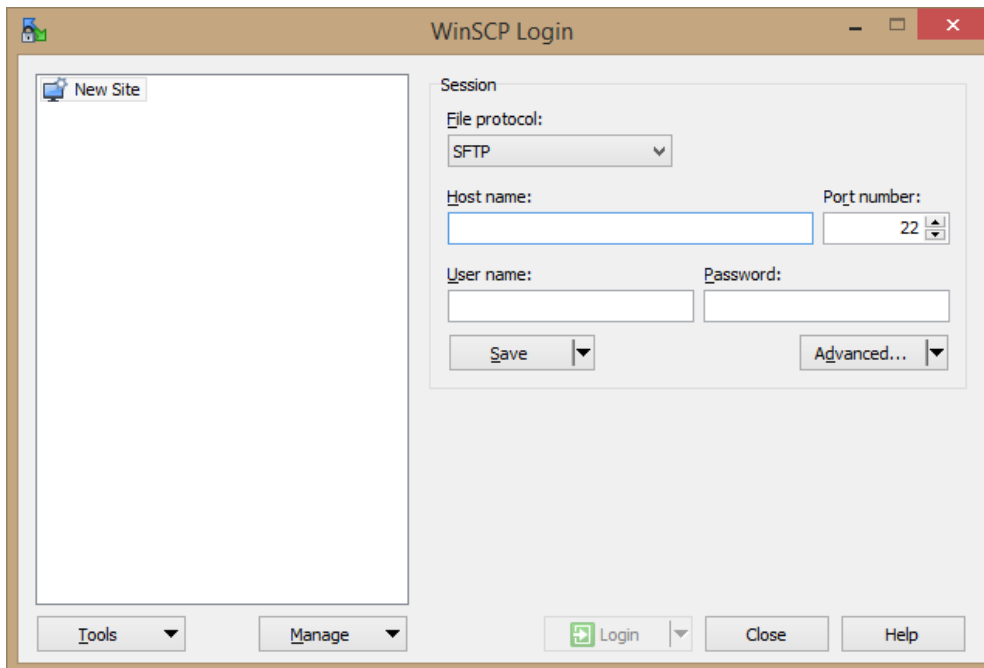 WinSCP Login
New Site
Session
File protocol:
SFTP
Host name:
Port number:
22
User name:
Password:
Save
Advanced...
Tools
Manage
Login
Close
Help